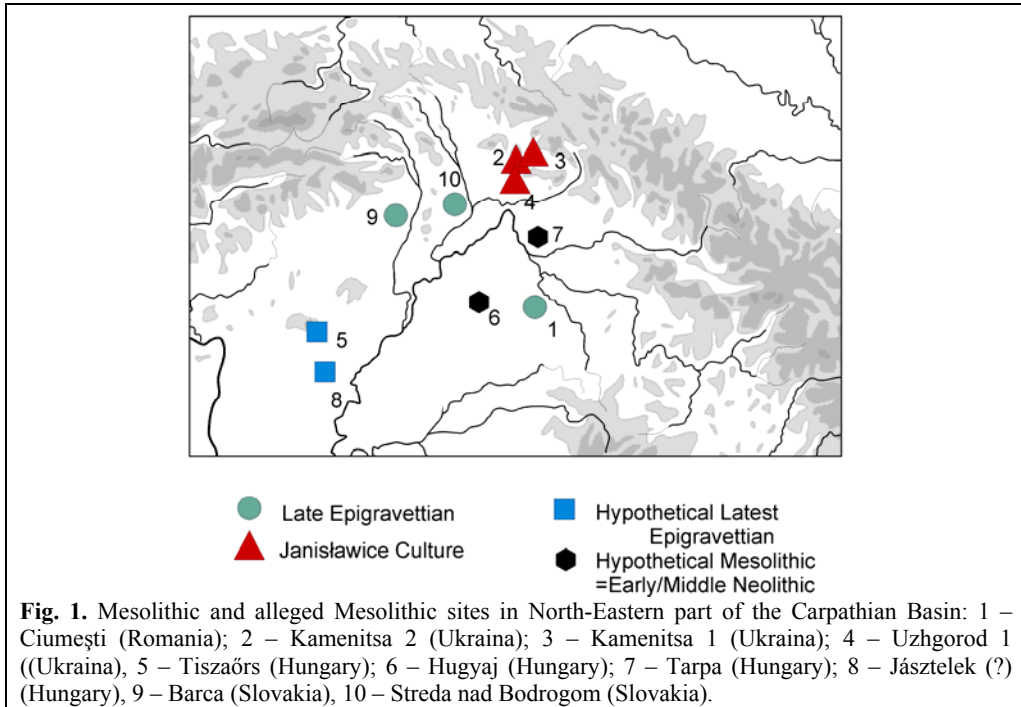 2
3
10
4
9
7
6
1
5
8
Late Epigravettian
Janisławice Culture
Hypothetical Latest
Epigravettian
Hypothetical Mesolithic
=Early/Middle Neolithic
Fig. 1. Mesolithic and alleged Mesolithic sites in North-Eastern part of the Carpathian Basin: 1 –
Ciumeşti (Romania); 2 – Kamenitsa 2 (Ukraina); 3 – Kamenitsa 1 (Ukraina); 4 – Uzhgorod 1
((Ukraina), 5 – Tiszaőrs (Hungary); 6 – Hugyaj (Hungary); 7 – Tarpa (Hungary); 8 – Jásztelek (?)
(Hungary), 9 – Barca (Slovakia), 10 – Streda nad Bodrogom (Slovakia).